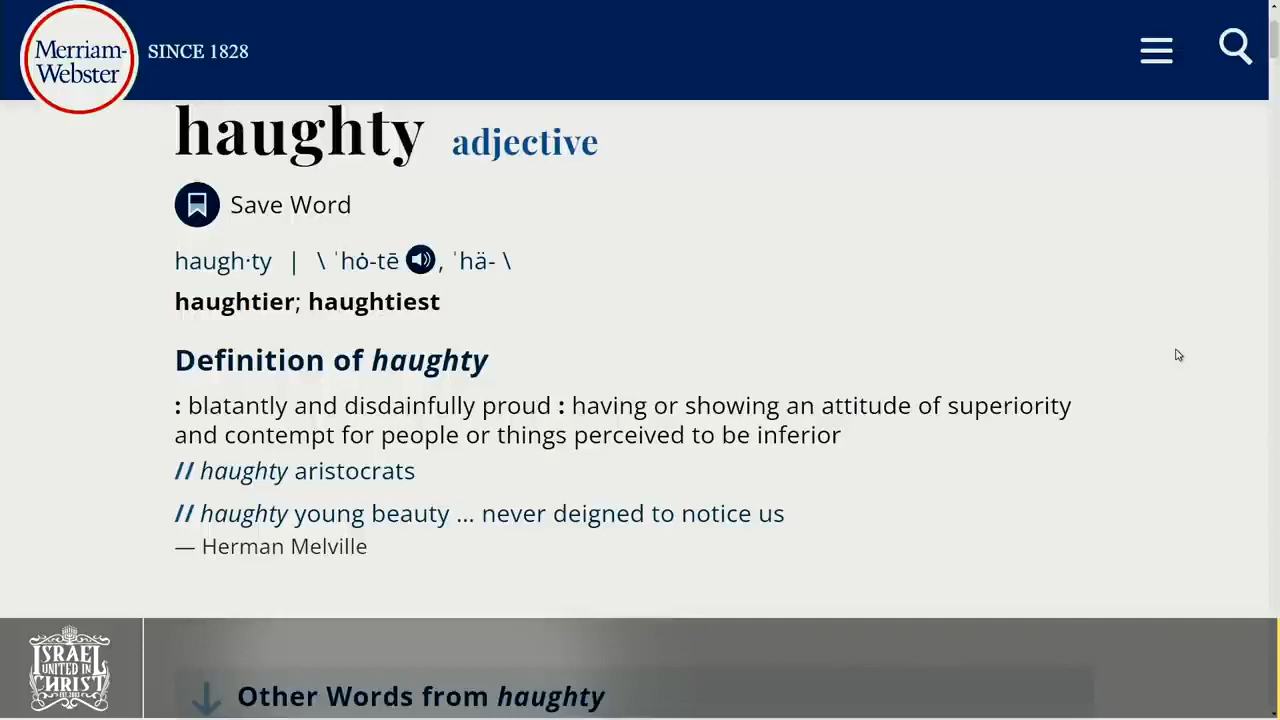 Merriam-
Webster
SINCE 1828
haughty adjective
Save Word
haugh·ty | \ ˈhȯ-tē , ˈhä- \
haughtier; haughtiest
Definition of haughty
: blatantly and disdainfully proud : having or showing an attitude of superiority
and contempt for people or things perceived to be inferior
// haughty aristocrats
// haughty young beauty ... never deigned to notice us
— Herman Melville
ISRAEL
UNITED IN
CHRIST
EST. 2003
Other Words from haughty